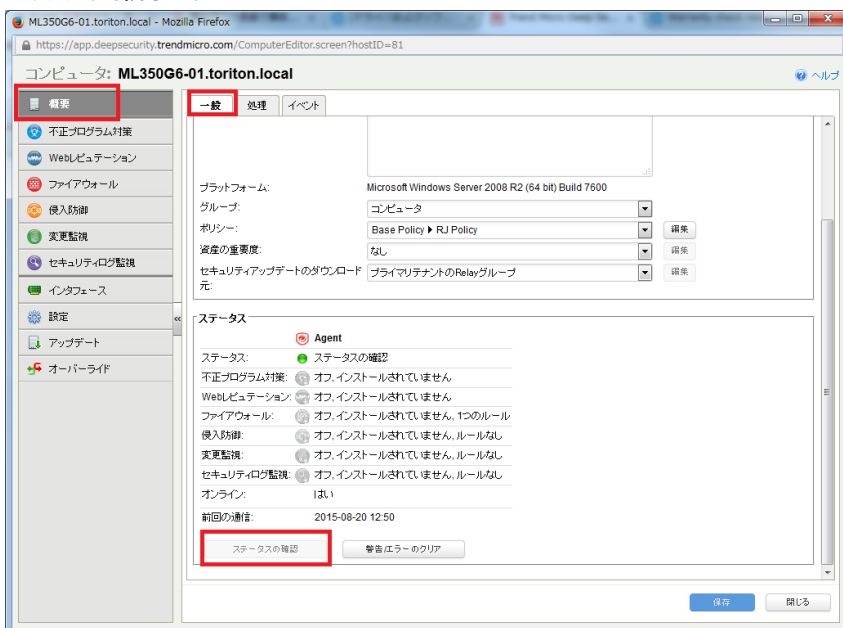 ML350G6-01.toriton.local - Mozilla Firefox
https://app.deepsecurity.trendmicro.com/ComputerEditor.screen?hostID=81
コンピュータ: ML350G6-01.toriton.local
ヘルプ
概要
不正プログラム対策
Webレピュテーション
ファイアウォール
侵入防御
変更監視
セキュリティログ監視
インタフェース
設定
アップデート
オーバーライド
一般 処理 イベント
プラットフォーム: Microsoft Windows Server 2008 R2 (64 bit) Build 7600
グループ: コンピュータ
ポリシー: Base Policy ▶ RJ Policy 編集
資産の重要度: なし 編集
セキュリティアップデートのダウンロード元: プライマリテナントのRelayグループ 編集
ステータス
Agent
ステータス: ステータスの確認
不正プログラム対策: オフ, インストールされていません
Webレピュテーション: オフ, インストールされていません
ファイアウォール: オフ, インストールされていません, 1つのルール
侵入防御: オフ, インストールされていません, ルールなし
変更監視: オフ, インストールされていません, ルールなし
セキュリティログ監視: オフ, インストールされていません, ルールなし
オンライン: はい
前回の通信: 2015-08-20 12:50
ステータスの確認 警告/エラーのクリア
保存 閉じる